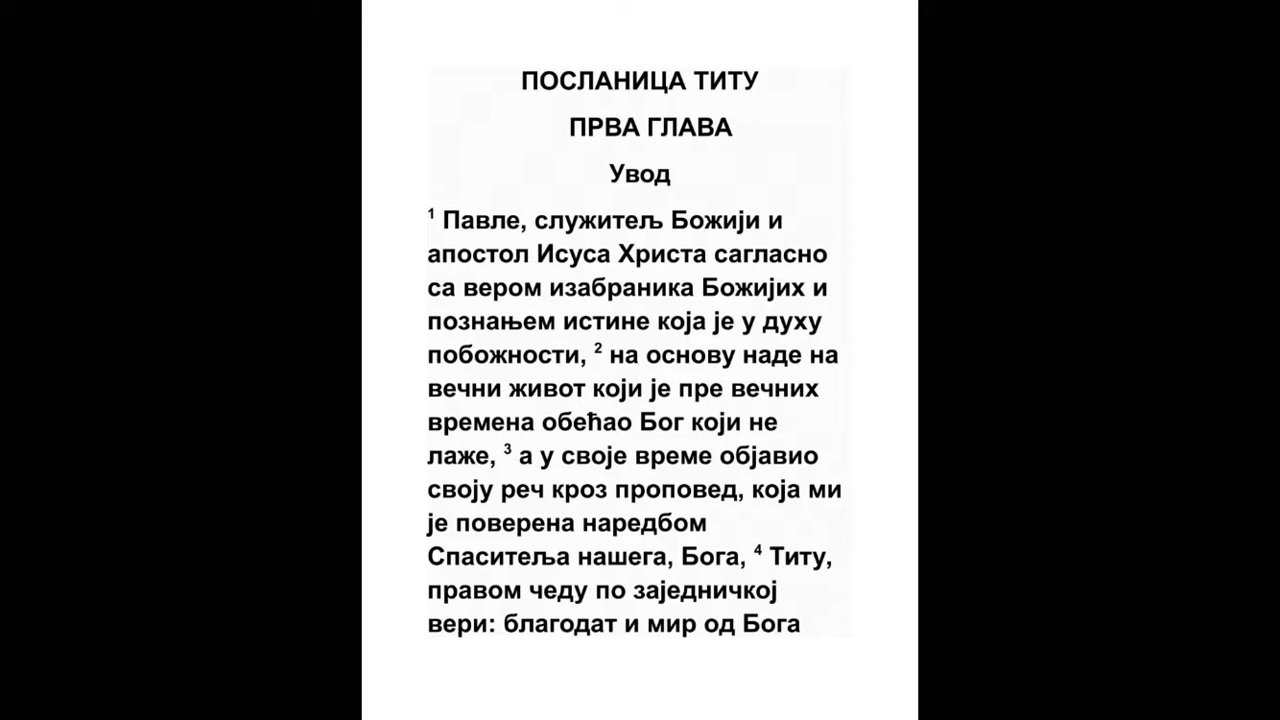 ПОСЛАНИЦА ТИТУ
ПРВА ГЛАВА
Увод
¹ Павле, служитељ Божији и
апостол Исуса Христа сагласно
са вером изабраника Божијих и
познањем истине која је у духу
побожности, ² на основу наде на
вечни живот који је пре вечних
времена обећао Бог који не
лаже, ³ а у своје време објавио
своју реч кроз проповед, која ми
је поверена наредбом
Спаситеља нашега, Бога, ⁴ Титу,
правом чеду по заједничкој
вери: благодат и мир од Бога